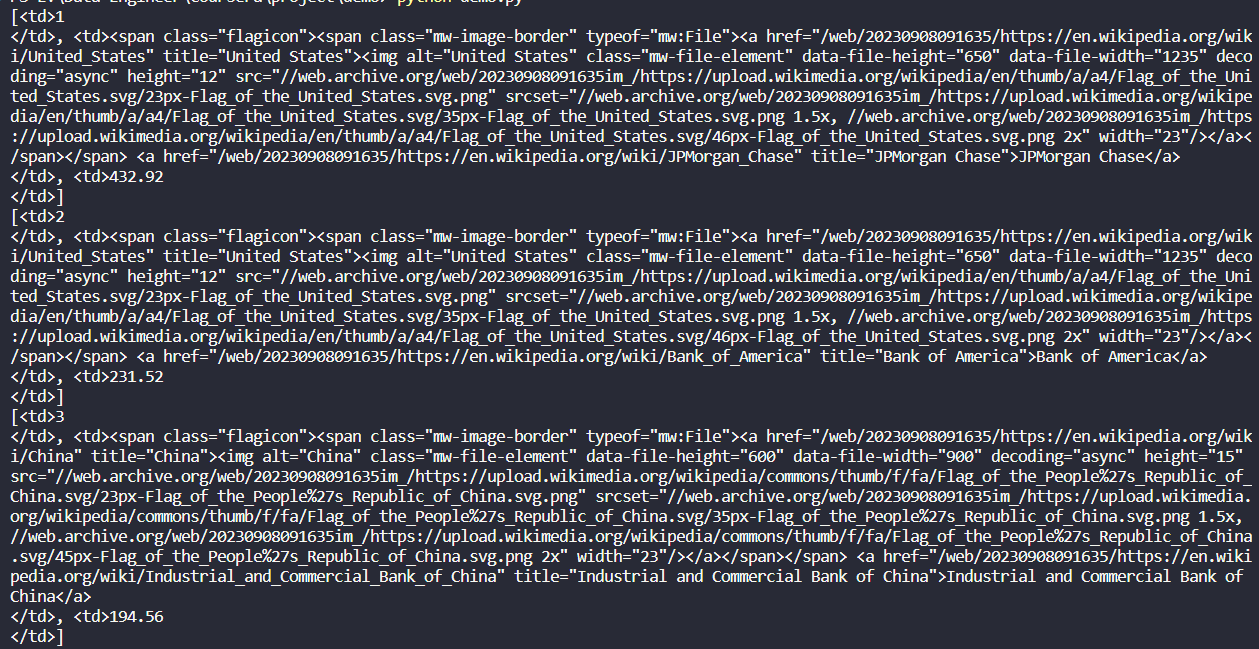 [<td>1
</td>, <td><span class="flagicon"><span class="mw-image-border" typeof="mw:File"><a href="/web/20230908091635/https://en.wikipedia.org/wik
i/United_States" title="United States"><img alt="United States" class="mw-file-element" data-file-height="650" data-file-width="1235" deco
ding="async" height="12" src="//web.archive.org/web/20230908091635im_/https://upload.wikimedia.org/wikipedia/en/thumb/a/a4/Flag_of_the_Uni
ted_States.svg/23px-Flag_of_the_United_States.svg.png" srcset="//web.archive.org/web/20230908091635im_/https://upload.wikimedia.org/wikipe
dia/en/thumb/a/a4/Flag_of_the_United_States.svg/35px-Flag_of_the_United_States.svg.png 1.5x, //web.archive.org/web/20230908091635im_/https
://upload.wikimedia.org/wikipedia/en/thumb/a/a4/Flag_of_the_United_States.svg/46px-Flag_of_the_United_States.svg.png 2x" width="23"/></a><
/span></span> <a href="/web/20230908091635/https://en.wikipedia.org/wiki/JPMorgan_Chase" title="JPMorgan Chase">JPMorgan Chase</a>
</td>, <td>432.92
</td>]
[<td>2
</td>, <td><span class="flagicon"><span class="mw-image-border" typeof="mw:File"><a href="/web/20230908091635/https://en.wikipedia.org/wik
i/United_States" title="United States"><img alt="United States" class="mw-file-element" data-file-height="650" data-file-width="1235" deco
ding="async" height="12" src="//web.archive.org/web/20230908091635im_/https://upload.wikimedia.org/wikipedia/en/thumb/a/a4/Flag_of_the_Uni
ted_States.svg/23px-Flag_of_the_United_States.svg.png" srcset="//web.archive.org/web/20230908091635im_/https://upload.wikimedia.org/wikipe
dia/en/thumb/a/a4/Flag_of_the_United_States.svg/35px-Flag_of_the_United_States.svg.png 1.5x, //web.archive.org/web/20230908091635im_/https
://upload.wikimedia.org/wikipedia/en/thumb/a/a4/Flag_of_the_United_States.svg/46px-Flag_of_the_United_States.svg.png 2x" width="23"/></a><
/span></span> <a href="/web/20230908091635/https://en.wikipedia.org/wiki/Bank_of_America" title="Bank of America">Bank of America</a>
</td>, <td>231.52
</td>]
[<td>3
</td>, <td><span class="flagicon"><span class="mw-image-border" typeof="mw:File"><a href="/web/20230908091635/https://en.wikipedia.org/wik
i/China" title="China"><img alt="China" class="mw-file-element" data-file-height="600" data-file-width="900" decoding="async" height="15"
src="//web.archive.org/web/20230908091635im_/https://upload.wikimedia.org/wikipedia/commons/thumb/f/fa/Flag_of_the_People%27s_Republic_of_
China.svg/23px-Flag_of_the_People%27s_Republic_of_China.svg.png" srcset="//web.archive.org/web/20230908091635im_/https://upload.wikimedia.
org/wikipedia/commons/thumb/f/fa/Flag_of_the_People%27s_Republic_of_China.svg/35px-Flag_of_the_People%27s_Republic_of_China.svg.png 1.5x,
//web.archive.org/web/20230908091635im_/https://upload.wikimedia.org/wikipedia/commons/thumb/f/fa/Flag_of_the_People%27s_Republic_of_China
.svg/45px-Flag_of_the_People%27s_Republic_of_China.svg.png 2x" width="23"/></a></span></span> <a href="/web/20230908091635/https://en.wiki
pedia.org/wiki/Industrial_and_Commercial_Bank_of_China" title="Industrial and Commercial Bank of China">Industrial and Commercial Bank of
China</a>
</td>, <td>194.56
</td>]